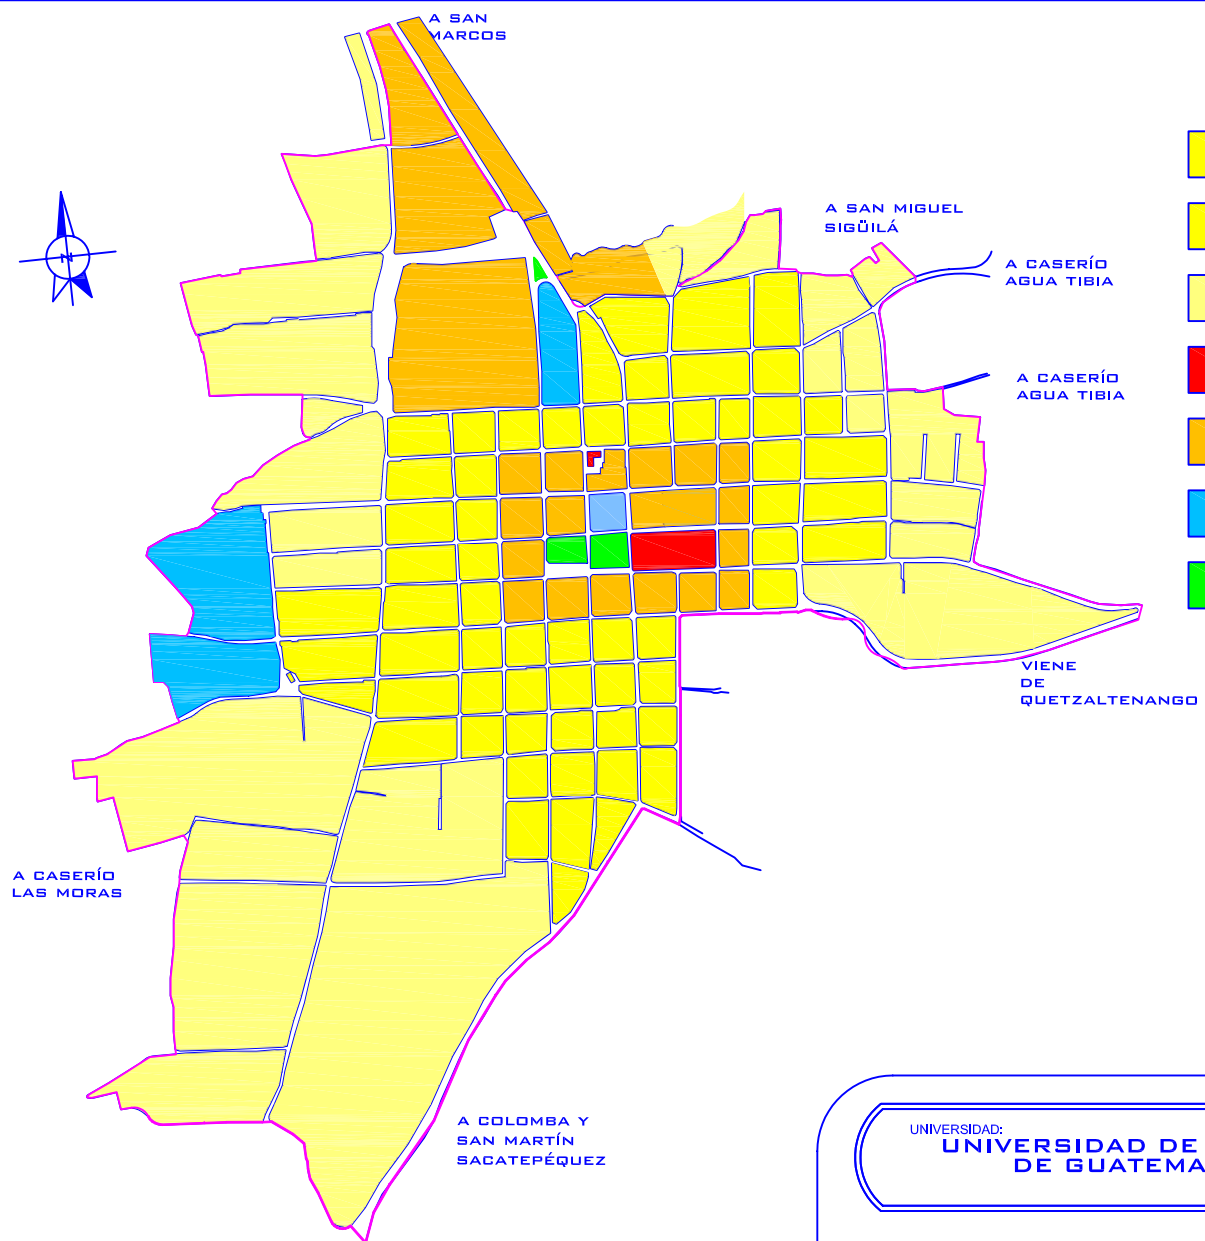 A SAN
MARCOS
A SAN MIGUEL
SIGÜILÁ
A CASERÍO
AGUA TIBIA
N
A CASERÍO
AGUA TIBIA
VIENE
DE
QUETZALTENANGO
A CASERÍO
LAS MORAS
A COLOMBA Y
SAN MARTÍN
SACATEPÉQUEZ
UNIVERSIDAD:
UNIVERSIDAD DE
DE GUATEMA